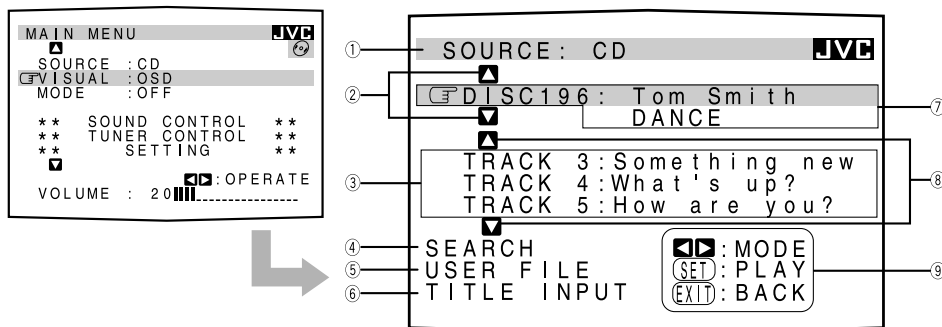 MAIN MENU JVC
SOURCE : CD
VISUAL : OSD
MODE : OFF
** SOUND CONTROL **
** TUNER CONTROL **
** SETTING **
: OPERATE
VOLUME : 20
① SOURCE : CD JVC
②
DISC196 : Tom Smith
DANCE
⑦
③
TRACK 3 : Something new
TRACK 4 : What's up?
TRACK 5 : How are you?
⑧
④ SEARCH
⑤ USER FILE
⑥ TITLE INPUT
: MODE
SET : PLAY
EXIT : BACK
⑨